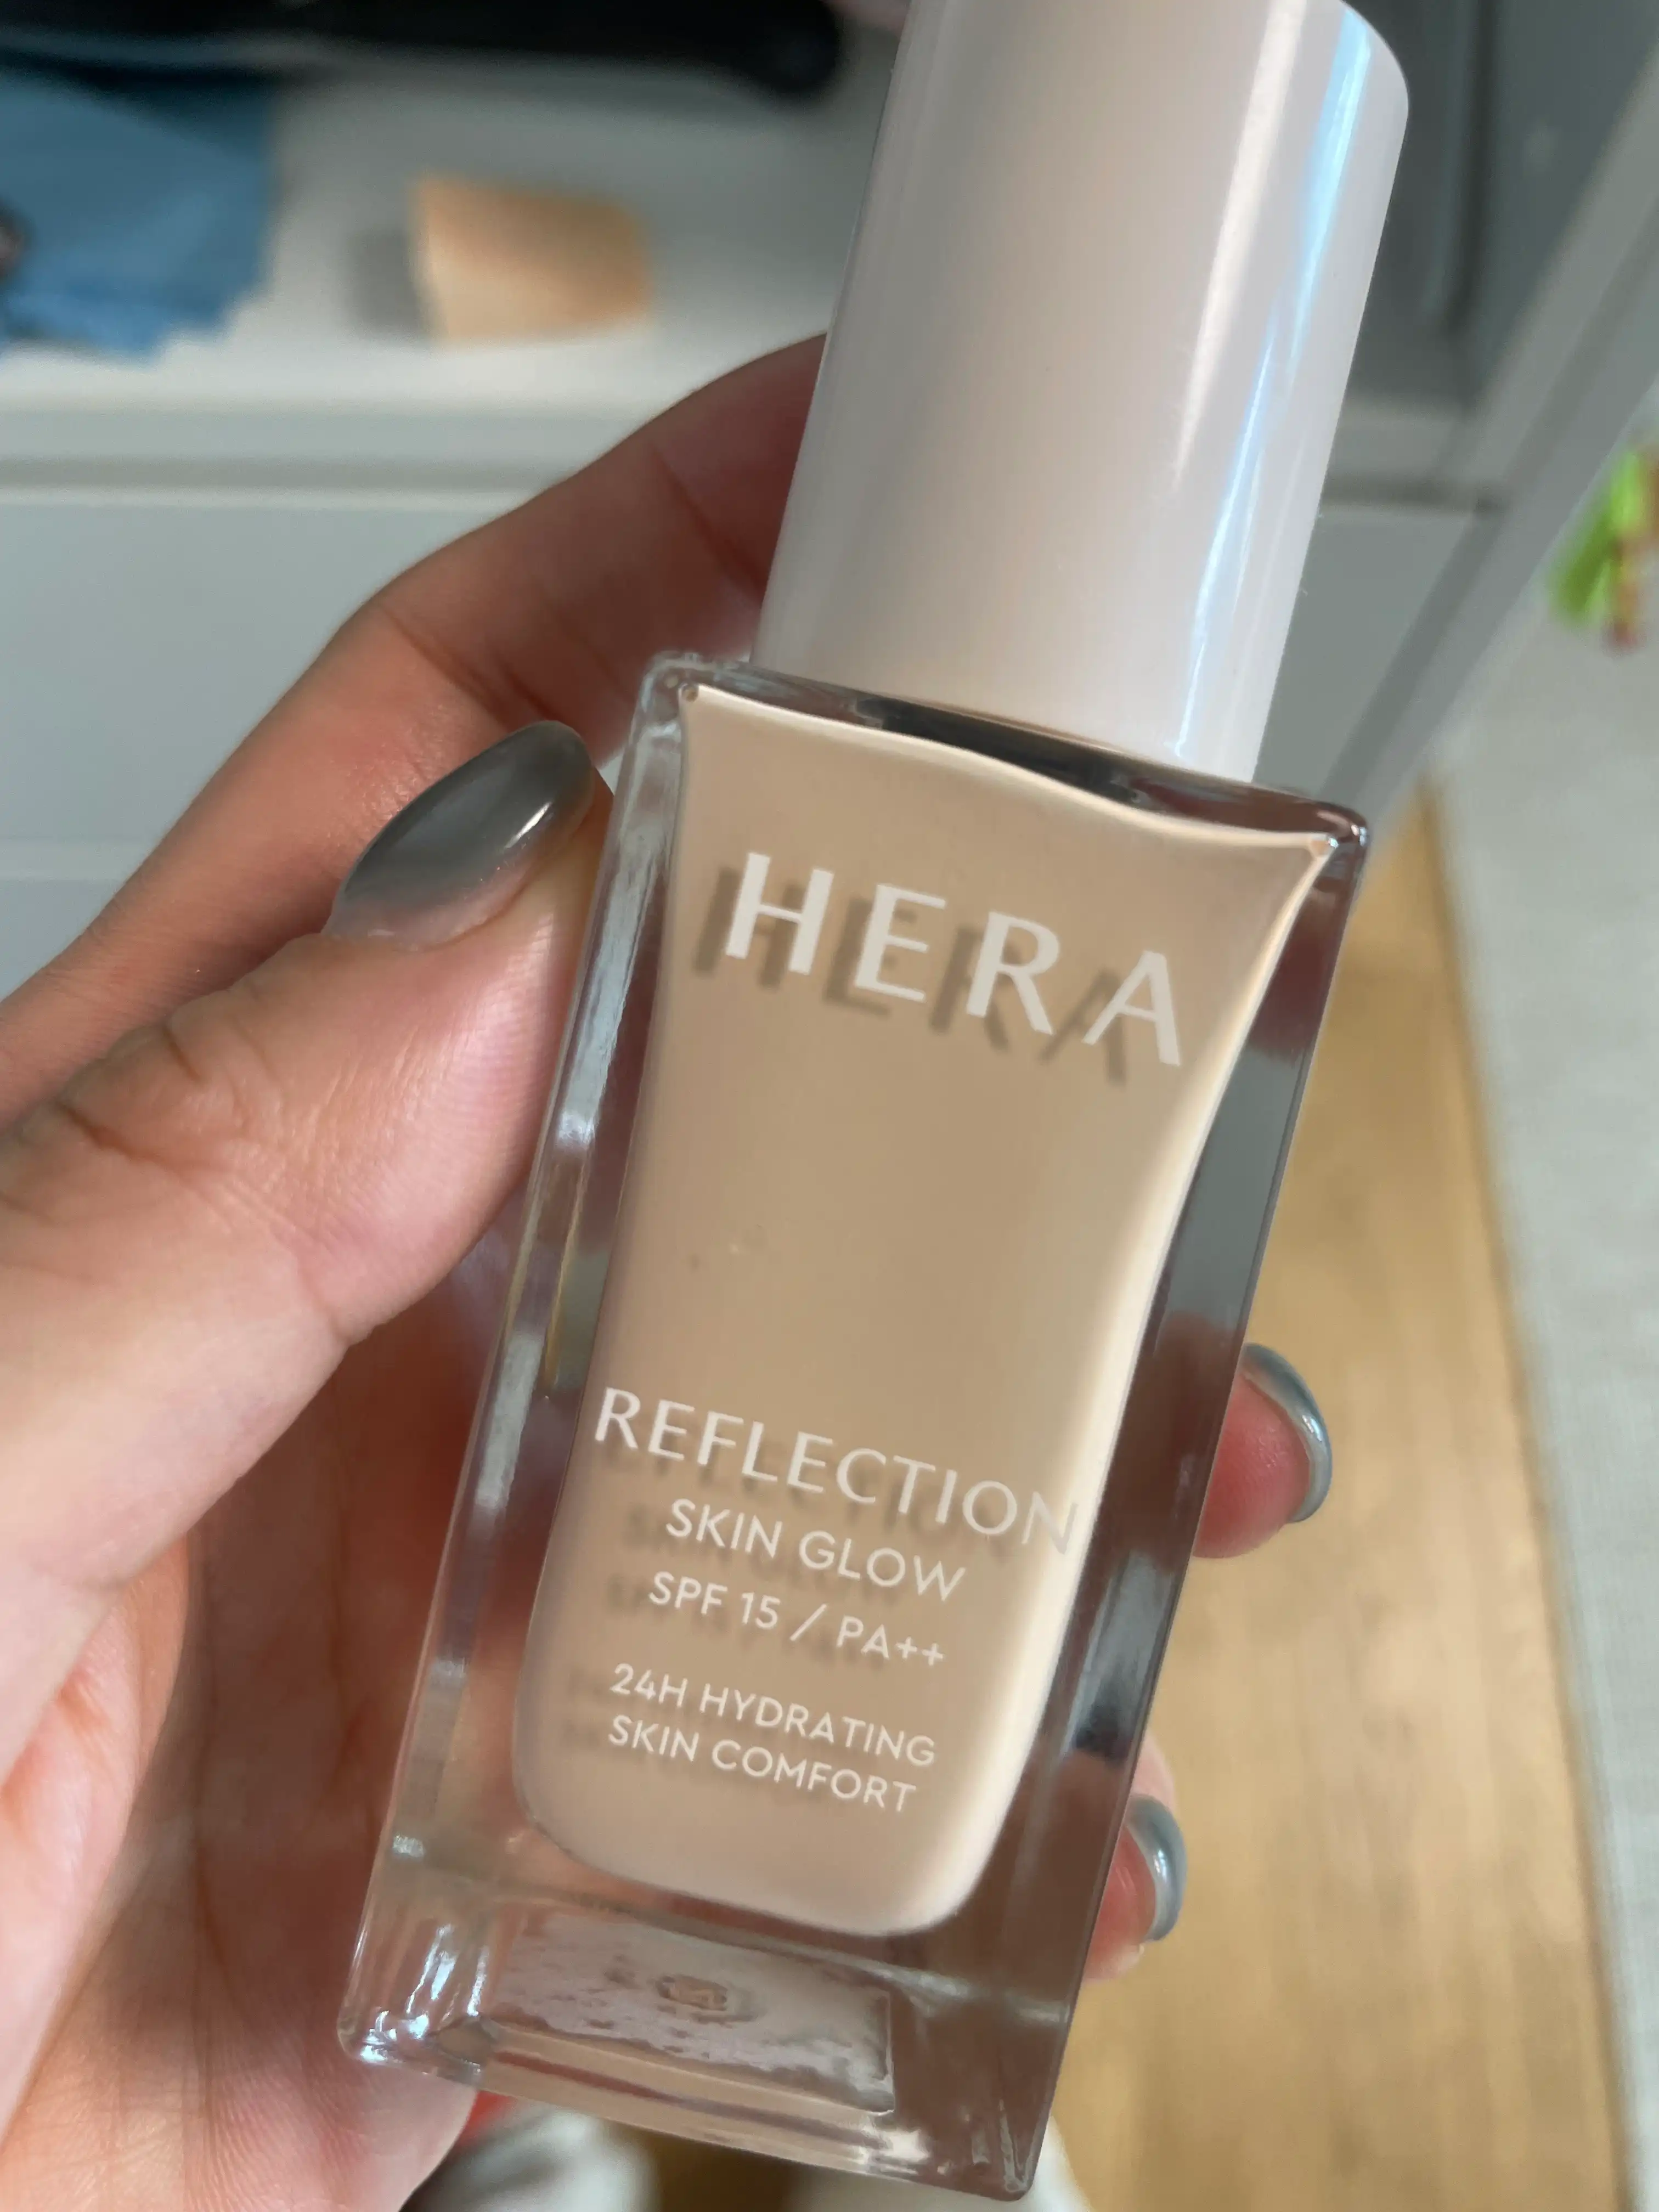 HERA
REFLECTION
SKIN GLOW
SPF 15 / PA++
24H HYDRATING
SKIN COMFORT